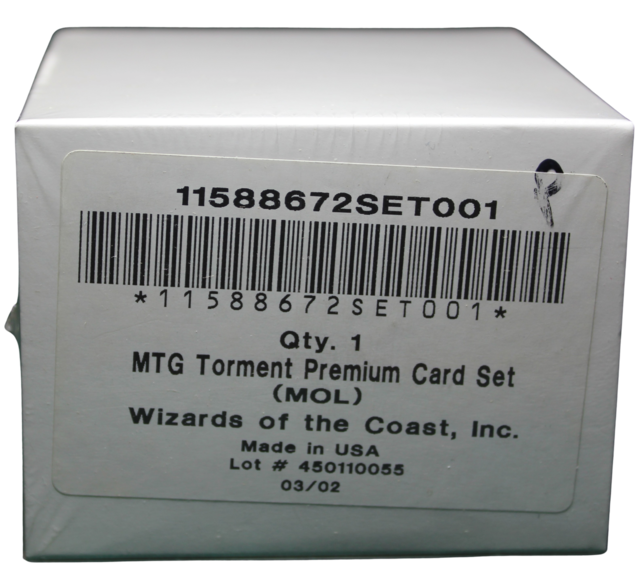 11588672SET001
*11588672SET001*
Qty. 1
MTG Torment Premium Card Set
(MOL)
Wizards of the Coast, Inc.
Made in USA
Lot # 450110055
03/02